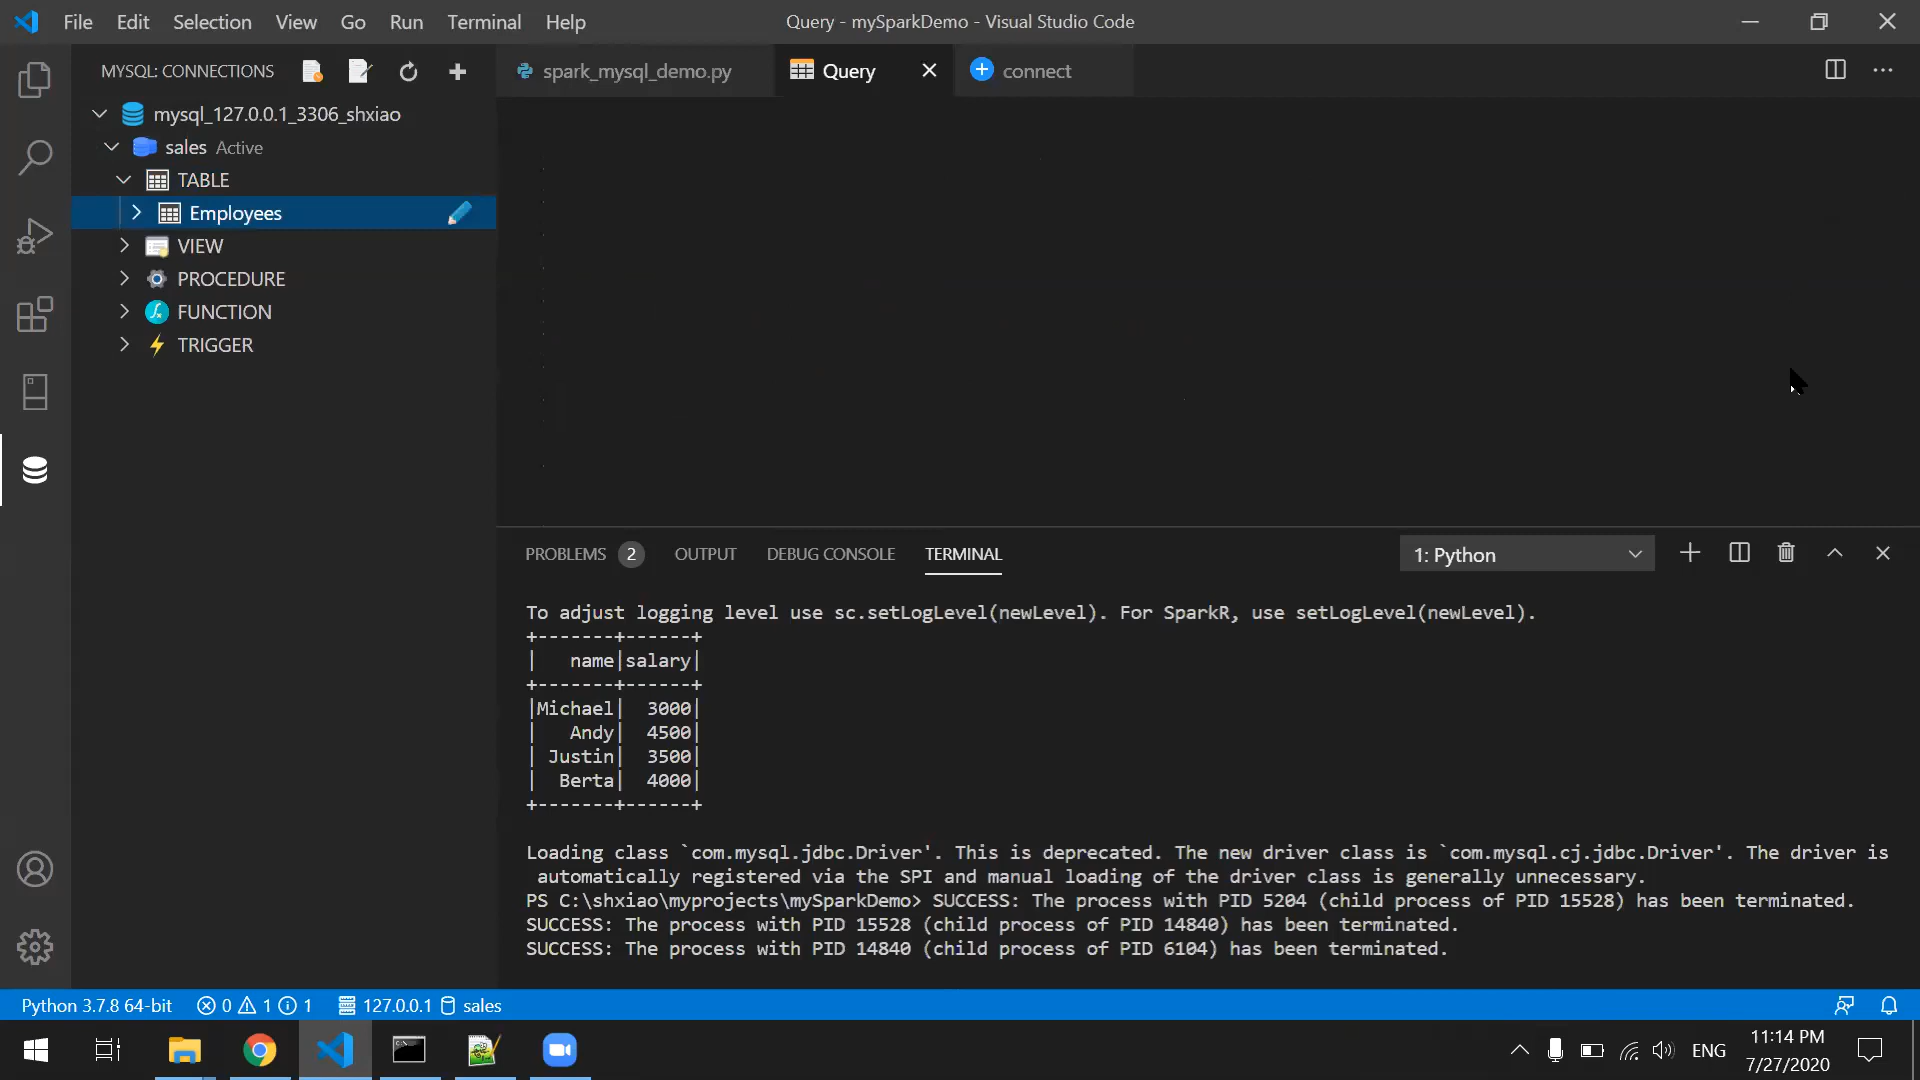 File Edit Selection View Go Run Terminal Help
Query - mySparkDemo - Visual Studio Code
MYSQL: CONNECTIONS
spark_mysql_demo.py
Query
connect
mysql_127.0.0.1_3306_shxiao
sales Active
TABLE
Employees
VIEW
PROCEDURE
FUNCTION
TRIGGER
PROBLEMS 2 OUTPUT DEBUG CONSOLE TERMINAL
1: Python
To adjust logging level use sc.setLogLevel(newLevel). For SparkR, use setLogLevel(newLevel).
+-------+------+
|   name|salary|
+-------+------+
|Michael|  3000|
|   Andy|  4500|
| Justin|  3500|
|  Berta|  4000|
+-------+------+
Loading class `com.mysql.jdbc.Driver'. This is deprecated. The new driver class is `com.mysql.cj.jdbc.Driver'. The driver is
automatically registered via the SPI and manual loading of the driver class is generally unnecessary.
PS C:\shxiao\myprojects\mySparkDemo> SUCCESS: The process with PID 5204 (child process of PID 15528) has been terminated.
SUCCESS: The process with PID 15528 (child process of PID 14840) has been terminated.
SUCCESS: The process with PID 14840 (child process of PID 6104) has been terminated.
Python 3.7.8 64-bit 0 1 1 127.0.0.1 sales
ENG
11:14 PM
7/27/2020